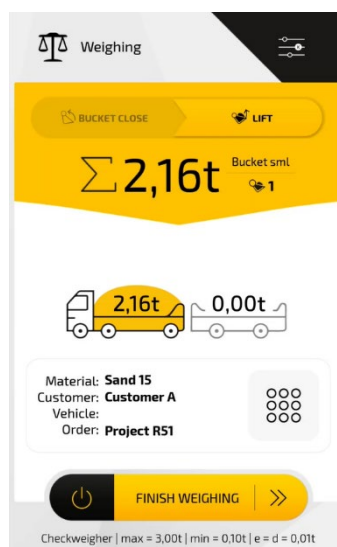 Weighing
BUCKET CLOSE
LIFT
∑ 2,16t
Bucket sml
1
2,16t
0,00t
Material: Sand 15
Customer: Customer A
Vehicle:
Order: Project R51
FINISH WEIGHING
Checkweigher | max = 3,00t | min = 0,10t | e = d = 0,01t